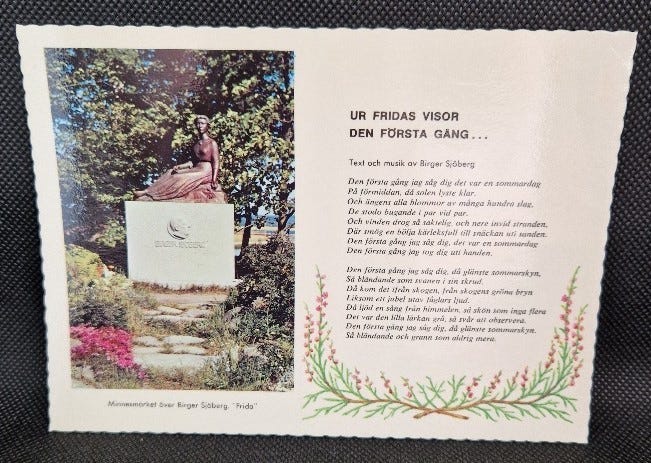 BIRGER SJÖBERG
Minnesmärket över Birger Sjöberg. "Frida"
UR FRIDAS VISOR
DEN FÖRSTA GÅNG...
Text och musik av Birger Sjöberg
Den första gång jag såg dig det var en sommardag
På förmiddan, då solen lyste klar,
Och ängens alla blommor av många hundra slag,
De stodo bugande i par vid par.
Och vinden drog så saktelig, och nere invid stranden,
Där smög en bölja kärleksfull till snäckan uti sanden.
Den första gång jag såg dig, det var en sommardag
Den första gång jag tog dig uti handen.
Den första gång jag såg dig, då glänste sommarskyn,
Så bländande som svanen i sin skrud.
Då kom det ifrån skogen, från skogens gröna bryn
Liksom ett jubel utav fåglars ljud.
Då ljöd en sång från himmelen, så skön som inga flera
Det var den lilla lärkan grå, så svår att observera.
Den första gång jag såg dig, då glänste sommarskyn.
Så bländande och grann som aldrig mera.